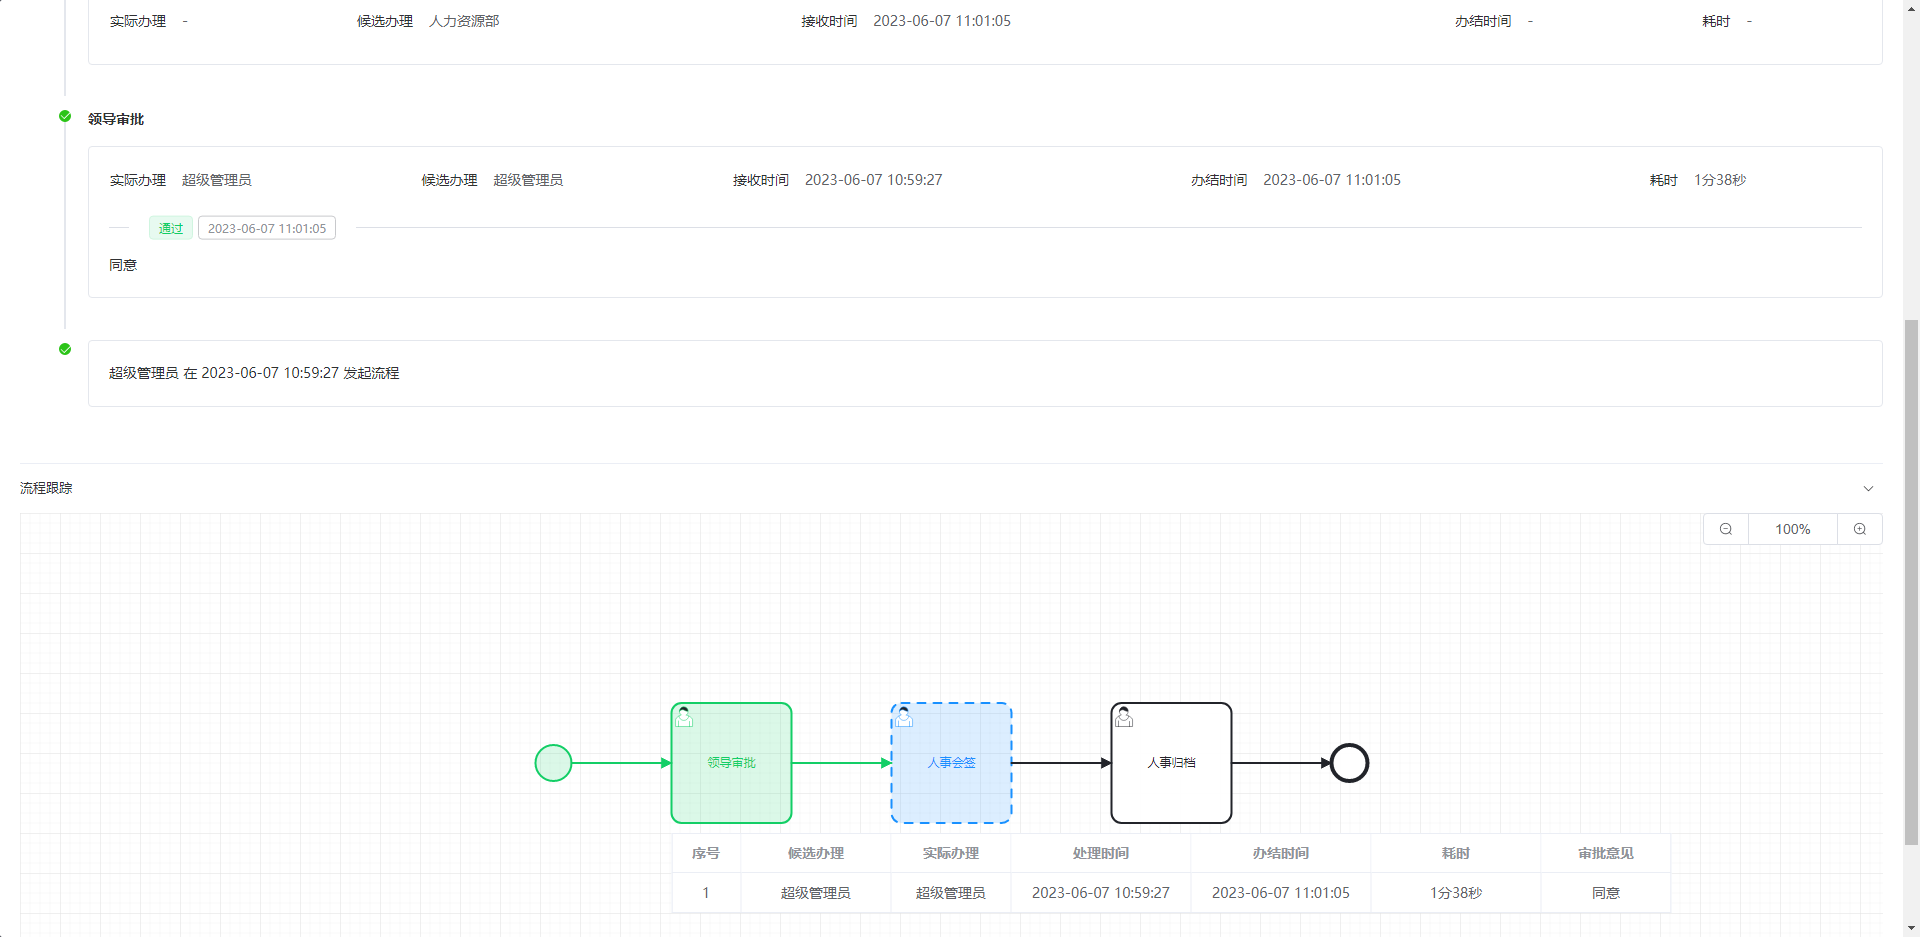 实际办理 - 候选办理 人力资源部 接收时间 2023-06-07 11:01:05 办结时间 - 耗时 -
领导审批
实际办理 超级管理员 候选办理 超级管理员 接收时间 2023-06-07 10:59:27 办结时间 2023-06-07 11:01:05 耗时 1分38秒
通过 2023-06-07 11:01:05
同意
超级管理员 在 2023-06-07 10:59:27 发起流程
流程跟踪
100%
领导审批 人事会签 人事归档
序号 候选办理 实际办理 处理时间 办结时间 耗时 审批意见
1 超级管理员 超级管理员 2023-06-07 10:59:27 2023-06-07 11:01:05 1分38秒 同意